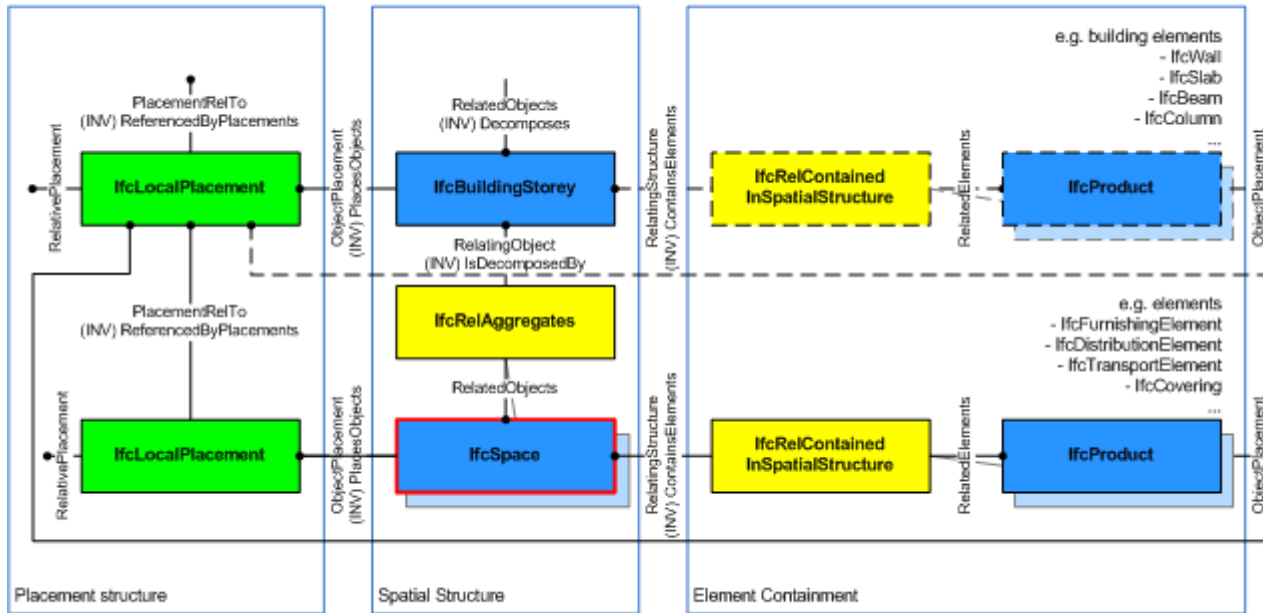 e.g. building elements
- IfcWall
- IfcSlab
- IfcBeam
- IfcColumn
...
PlacementRelTo
(INV) ReferencedByPlacements
RelatedObjects
(INV) Decomposes
RelativePlacement
IfcLocalPlacement
ObjectPlacement
(INV) PlacesObjects
IfcBuildingStorey
RelatingStructure
(INV) ContainsElements
IfcRelContained
InSpatialStructure
RelatedElements
IfcProduct
ObjectPlacement
RelatingObject
(INV) IsDecomposedBy
PlacementRelTo
(INV) ReferencedByPlacements
IfcRelAggregates
e.g. elements
- IfcFurnishingElement
- IfcDistributionElement
- IfcTransportElement
- IfcCovering
...
RelatedObjects
RelativePlacement
IfcLocalPlacement
ObjectPlacement
(INV) PlacesObjects
IfcSpace
RelatingStructure
(INV) ContainsElements
IfcRelContained
InSpatialStructure
RelatedElements
IfcProduct
ObjectPlacement
Placement structure
Spatial Structure
Element Containment